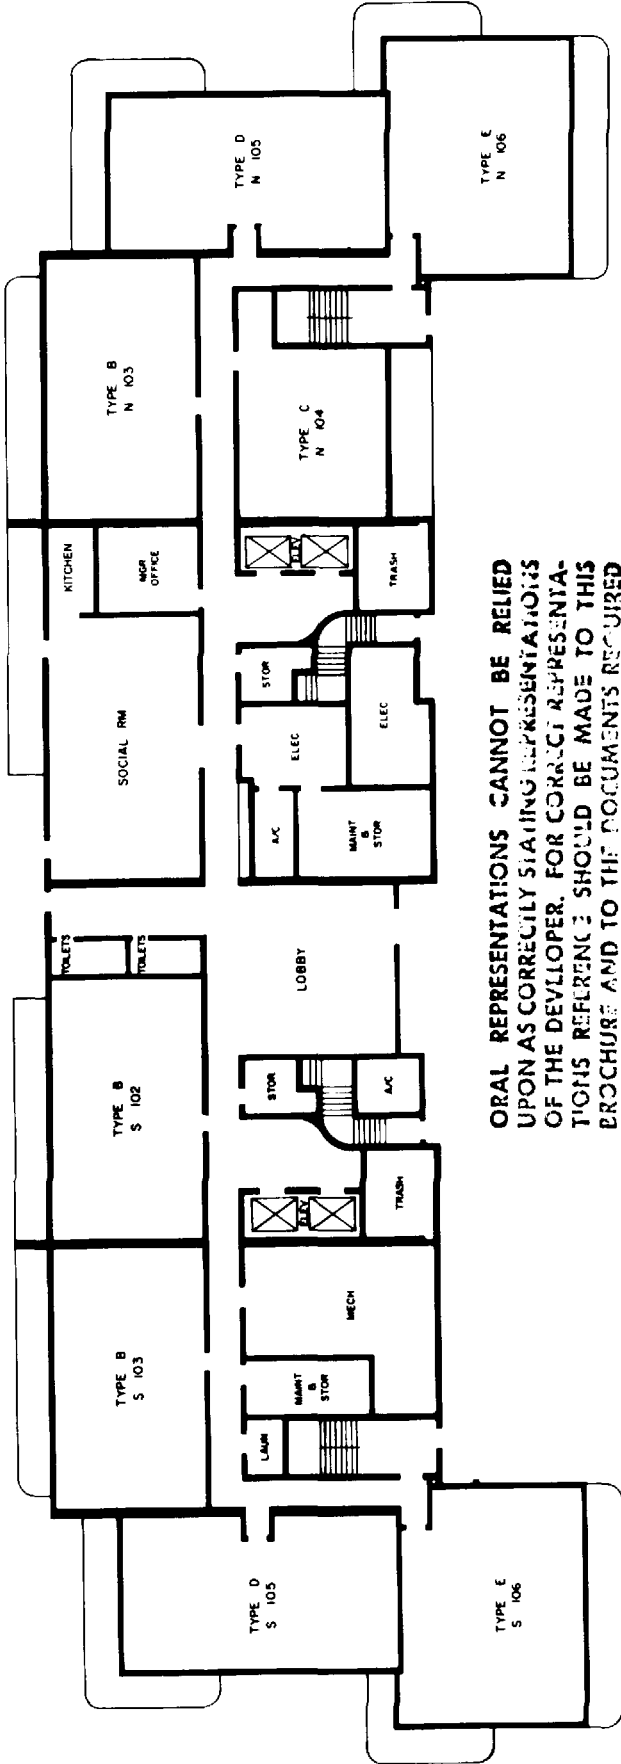 TYPE E
S 106
TYPE D
S 105
TYPE B
S 103
TYPE B
S 102
LAUN
MAINT
&
STOR
MECH
ELEV
TRASH
STOR
A/C
TOILETS
TOILETS
LOBBY
SOCIAL RM
KITCHEN
MGR
OFFICE
A/C
MAINT
&
STOR
ELEC
ELEC
STOR
ELEV
TRASH
TYPE B
N 103
TYPE C
N 104
TYPE D
N 105
TYPE E
N 106
ORAL REPRESENTATIONS CANNOT BE RELIED
UPON AS CORRECTLY STATING REPRESENTATIONS
OF THE DEVELOPER. FOR CORRECT REPRESENTA-
TIONS REFERENCE SHOULD BE MADE TO THIS
BROCHURE AND TO THE DOCUMENTS REQUIRED